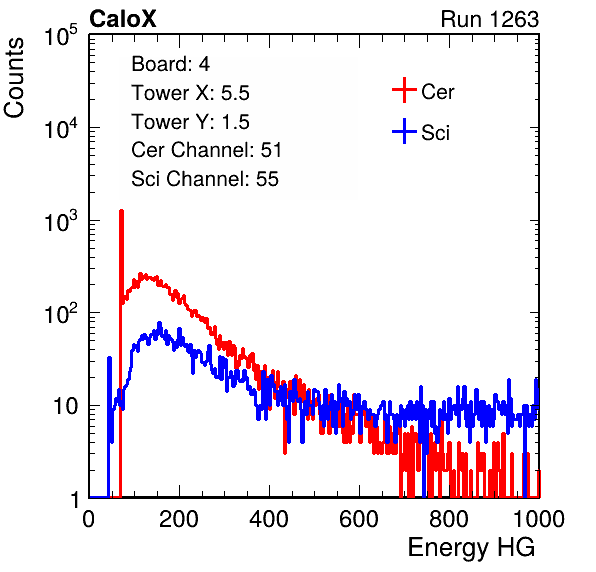 CaloX Run 1263
Counts
10^5
10^4
10^3
10^2
10
1
Board: 4
Tower X: 5.5
Tower Y: 1.5
Cer Channel: 51
Sci Channel: 55
Cer
Sci
0 200 400 600 800 1000
Energy HG